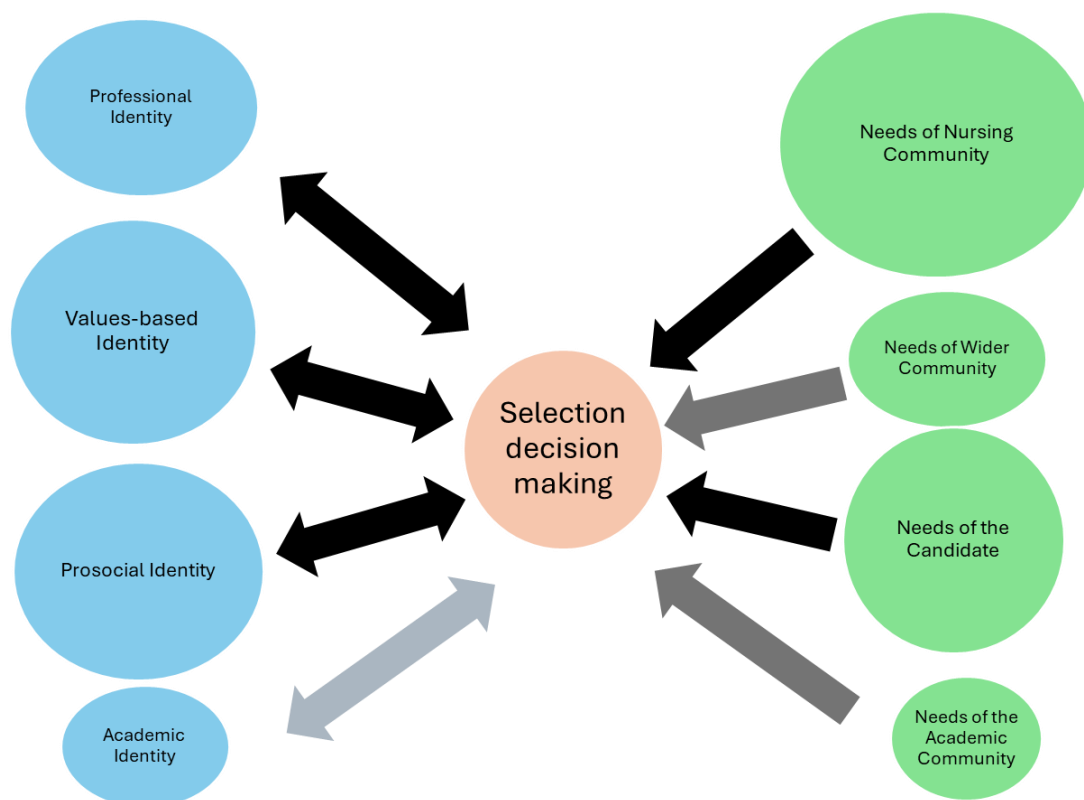 Professional
Identity
Values-based
Identity
Prosocial Identity
Academic
Identity
Selection
decision
making
Needs of Nursing
Community
Needs of Wider
Community
Needs of the
Candidate
Needs of the
Academic
Community